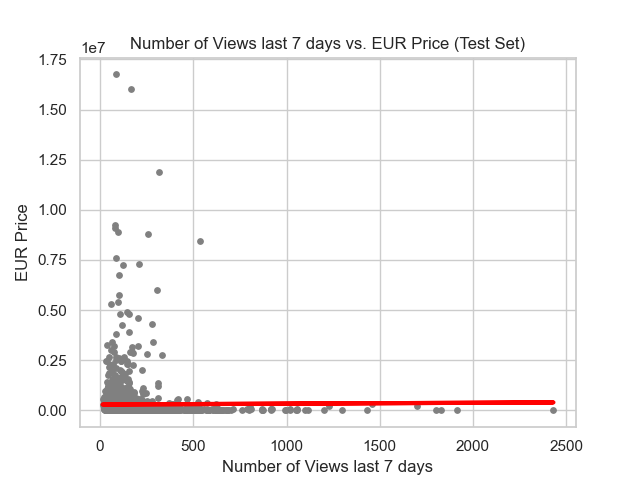 Number of Views last 7 days vs. EUR Price (Test Set)
1e7
1.75
1.50
1.25
1.00
0.75
0.50
0.25
0.00
EUR Price
0 500 1000 1500 2000 2500
Number of Views last 7 days